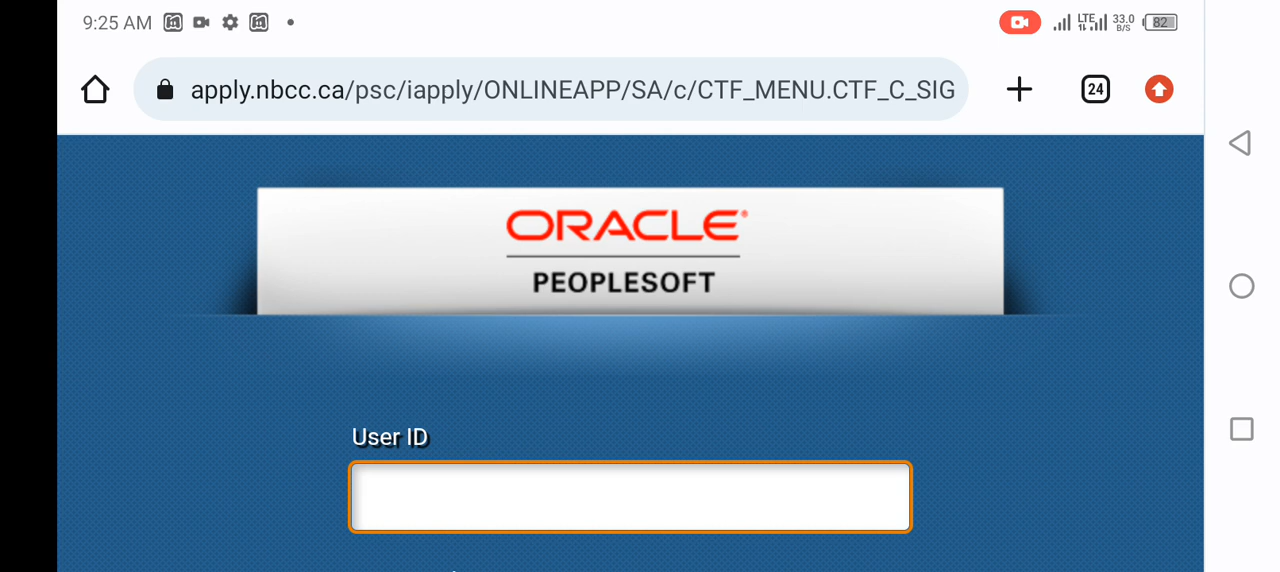 9:25 AM
LTE
33.0
B/S
82
apply.nbcc.ca/psc/iapply/ONLINEAPP/SA/c/CTF_MENU.CTF_C_SIG
24
ORACLE®
PEOPLESOFT
User ID